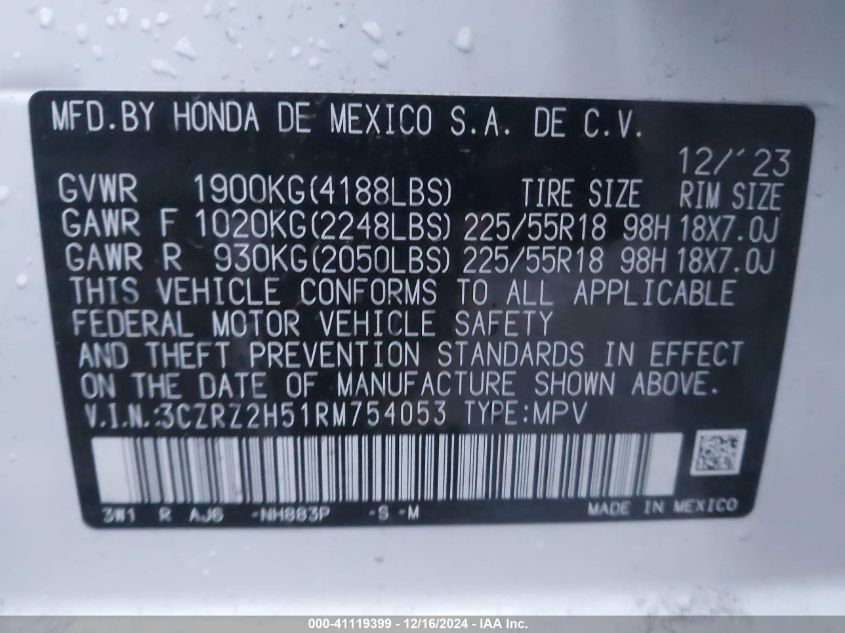 MFD.BY HONDA DE MEXICO S.A. DE C.V.
12/'23
GVWR 1900KG(4188LBS) TIRE SIZE RIM SIZE
GAWR F 1020KG(2248LBS) 225/55R18 98H 18X7.0J
GAWR R 930KG(2050LBS) 225/55R18 98H 18X7.0J
THIS VEHICLE CONFORMS TO ALL APPLICABLE
FEDERAL MOTOR VEHICLE SAFETY
AND THEFT PREVENTION STANDARDS IN EFFECT
ON THE DATE OF MANUFACTURE SHOWN ABOVE.
V.I.N.:3CZRZ2H51RM754053 TYPE:MPV
3W1 R AJ6 -NH883P -S -M MADE IN MEXICO
000-41119399 - 12/16/2024 - IAA Inc.